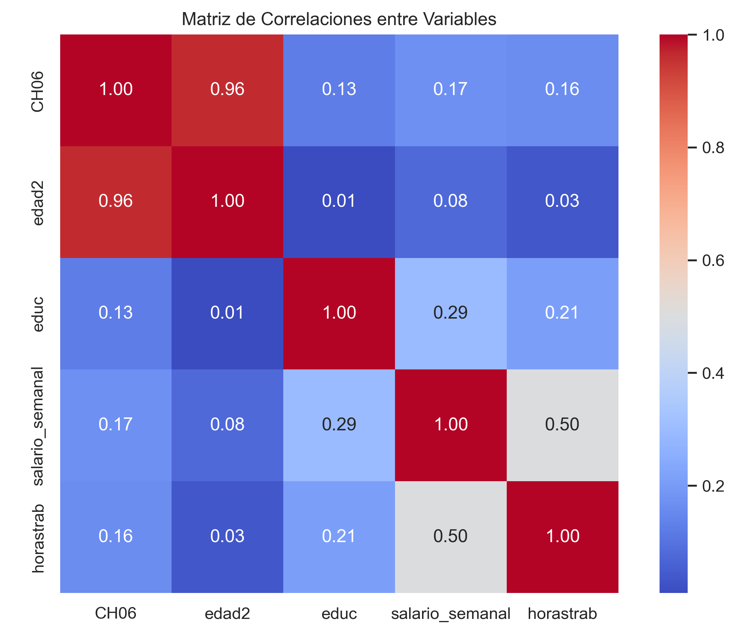 Matriz de Correlaciones entre Variables
CH06 1.00 0.96 0.13 0.17 0.16
edad2 0.96 1.00 0.01 0.08 0.03
educ 0.13 0.01 1.00 0.29 0.21
salario_semanal 0.17 0.08 0.29 1.00 0.50
horastrab 0.16 0.03 0.21 0.50 1.00
CH06 edad2 educ salario_semanal horastrab
1.0
0.8
0.6
0.4
0.2